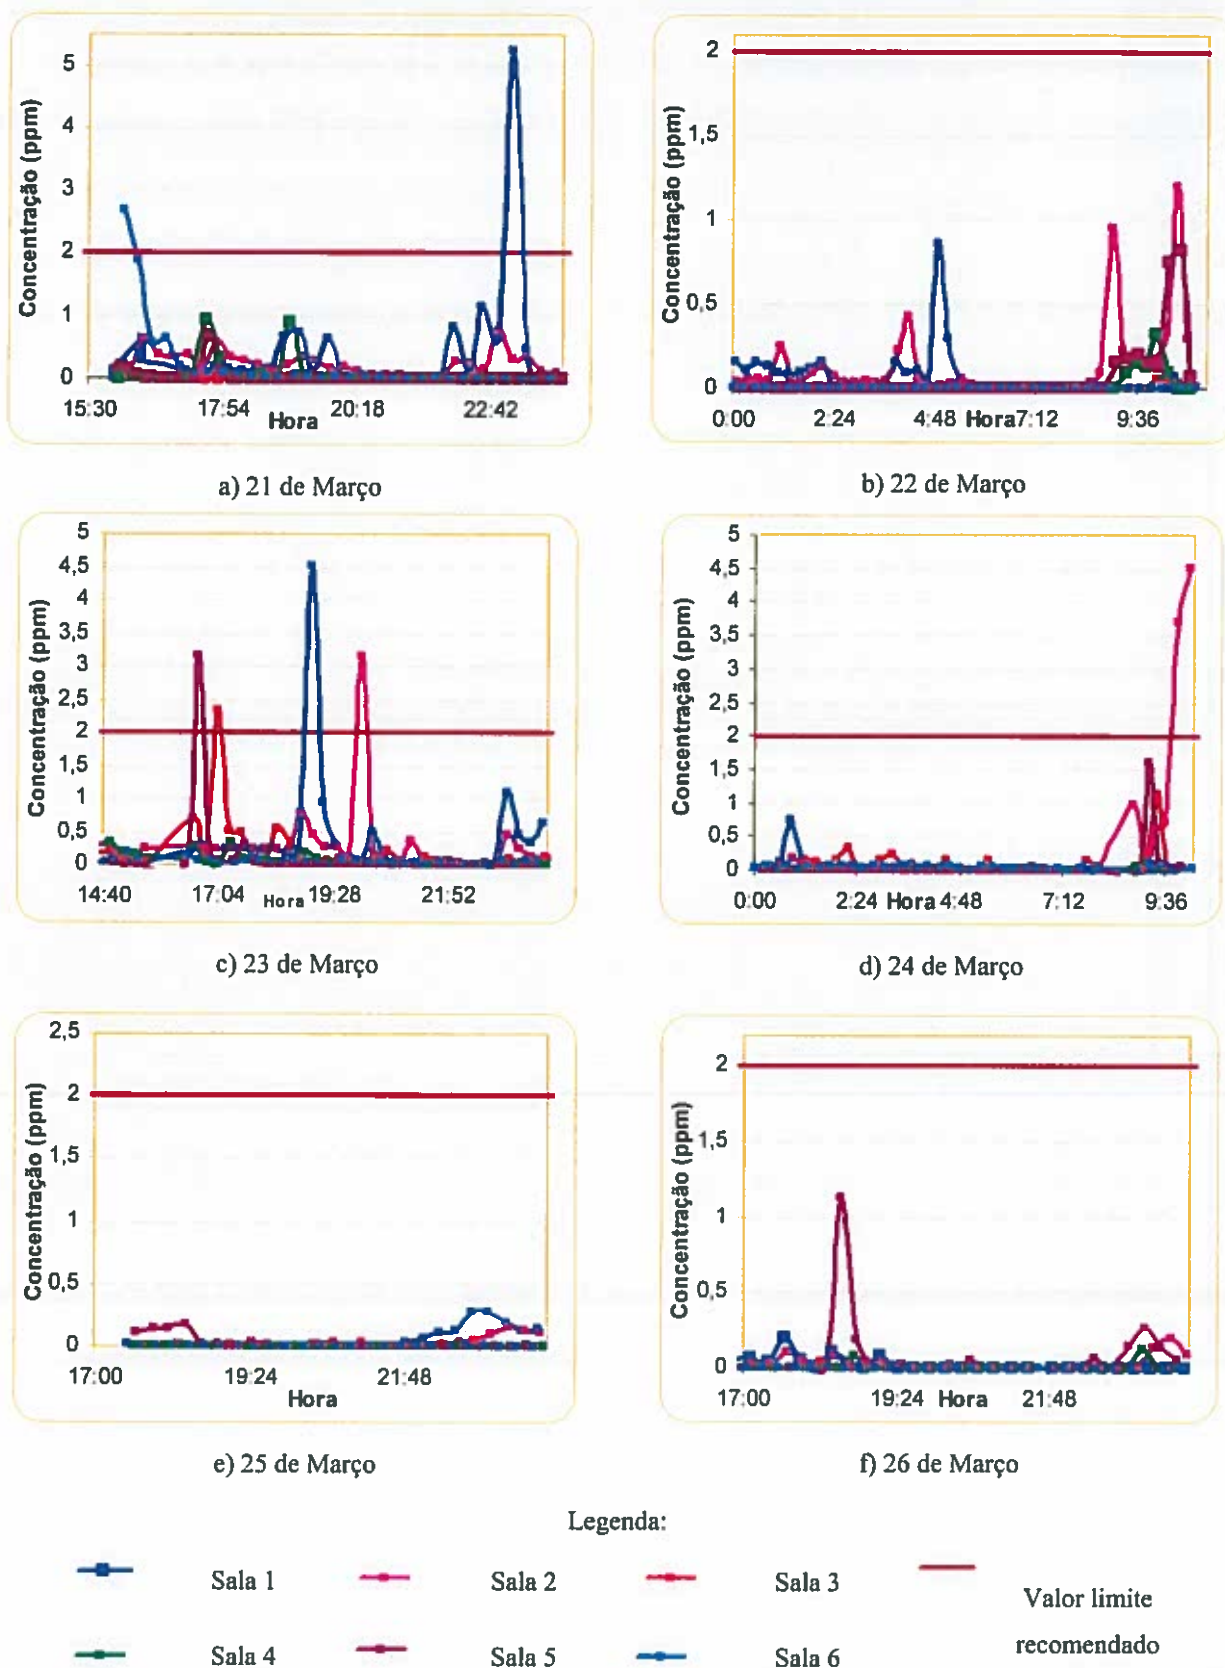 Concentração (ppm)
5
4
3
2
1
0
15:30
17:54
20:18
22:42
Hora
a) 21 de Março
Concentração (ppm)
2
1,5
1
0,5
0
0:00
2:24
4:48
Hora
7:12
9:36
b) 22 de Março
Concentração (ppm)
5
4,5
4
3,5
3
2,5
2
1,5
1
0,5
0
14:40
17:04
Hora
19:28
21:52
c) 23 de Março
Concentração (ppm)
5
4,5
4
3,5
3
2,5
2
1,5
1
0,5
0
0:00
2:24
Hora
4:48
7:12
9:36
d) 24 de Março
Concentração (ppm)
2,5
2
1,5
1
0,5
0
17:00
19:24
21:48
Hora
e) 25 de Março
Concentração (ppm)
2
1,5
1
0,5
0
17:00
19:24
Hora
21:48
f) 26 de Março
Legenda:
Sala 1
Sala 2
Sala 3
Valor limite
recomendado
Sala 4
Sala 5
Sala 6